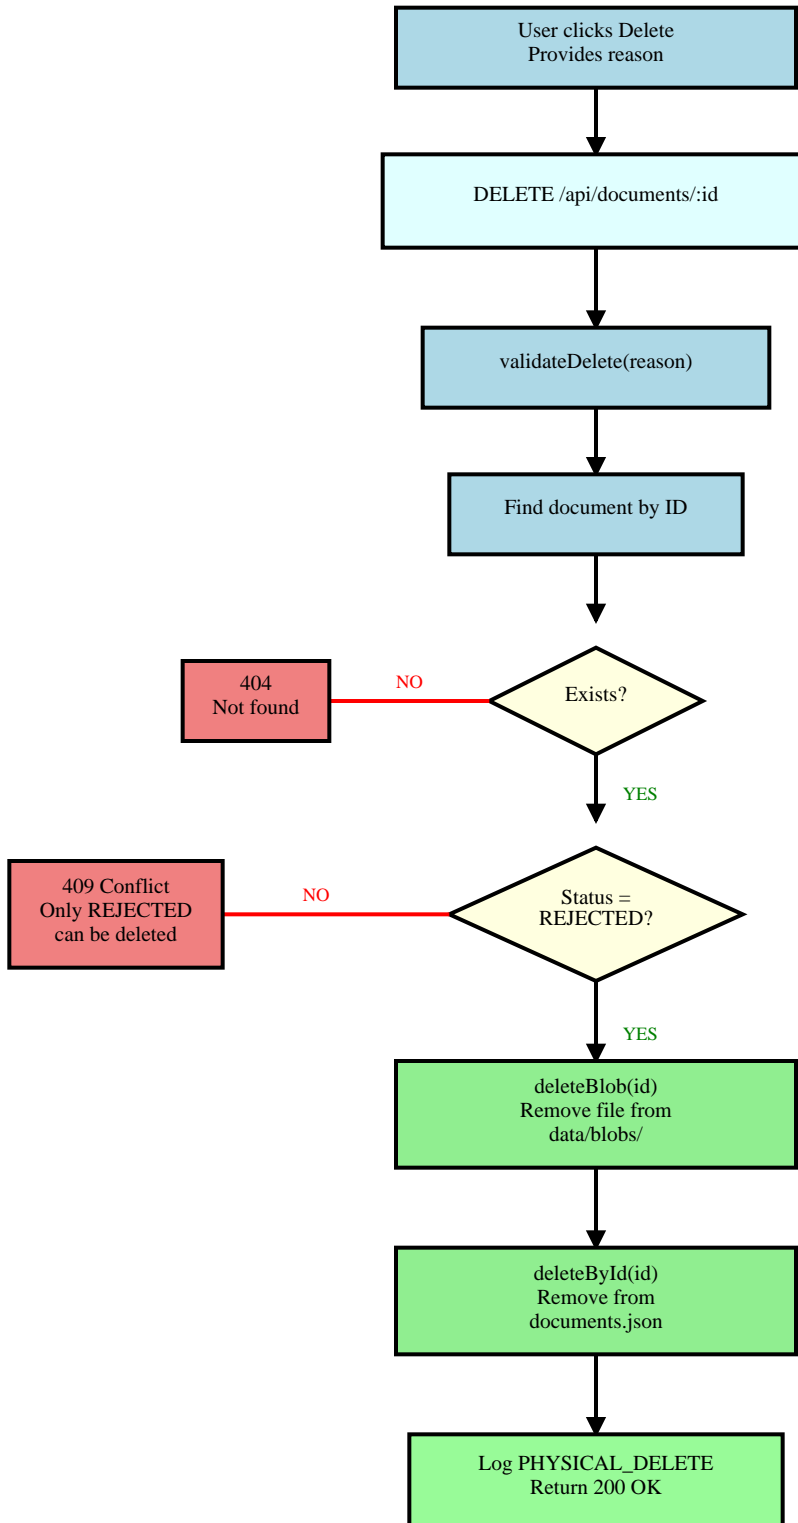 User clicks Delete
Provides reason
DELETE /api/documents/:id
validateDelete(reason)
Find document by ID
Exists?
NO
404
Not found
YES
Status =
REJECTED?
NO
409 Conflict
Only REJECTED
can be deleted
YES
deleteBlob(id)
Remove file from
data/blobs/
deleteById(id)
Remove from
documents.json
Log PHYSICAL_DELETE
Return 200 OK